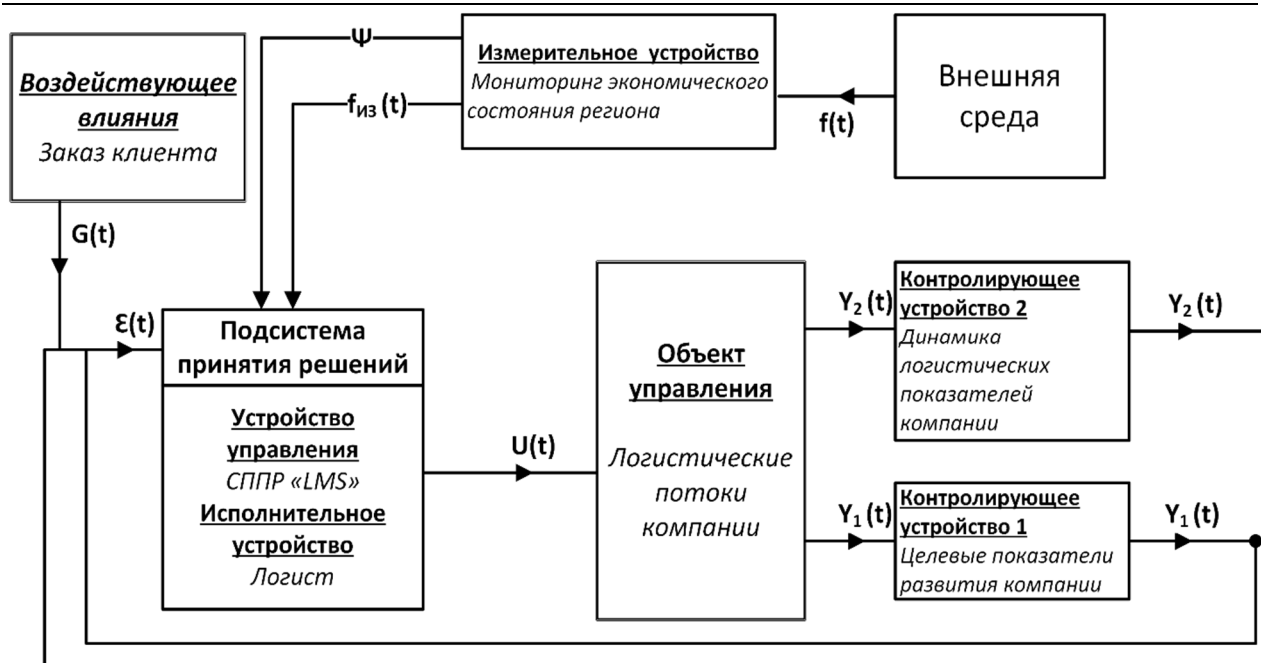 Воздействующее
влияния
Заказ клиента
G(t)
Ψ
fиз (t)
Измерительное устройство
Мониторинг экономического
состояния региона
f(t)
Внешняя
среда
Ɛ(t)
Подсистема
принятия решений
Устройство
управления
СППР «LMS»
Исполнительное
устройство
Логист
U(t)
Объект
управления
Логистические
потоки
компании
Y2 (t)
Контролирующее
устройство 2
Динамика
логистических
показателей
компании
Y2 (t)
Y1 (t)
Контролирующее
устройство 1
Целевые показатели
развития компании
Y1 (t)